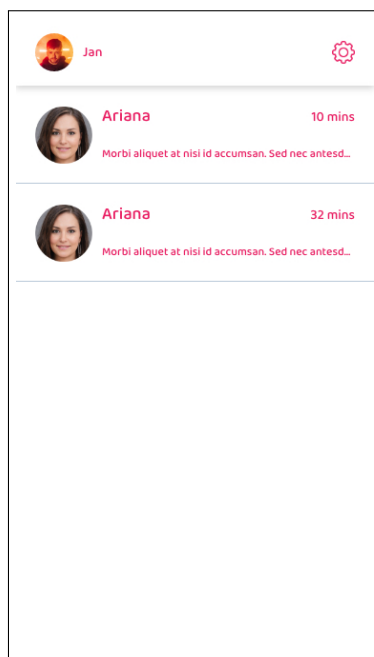 Jan
Ariana
10 mins
Morbi aliquet at nisi id accumsan. Sed nec antesd...
Ariana
32 mins
Morbi aliquet at nisi id accumsan. Sed nec antesd...